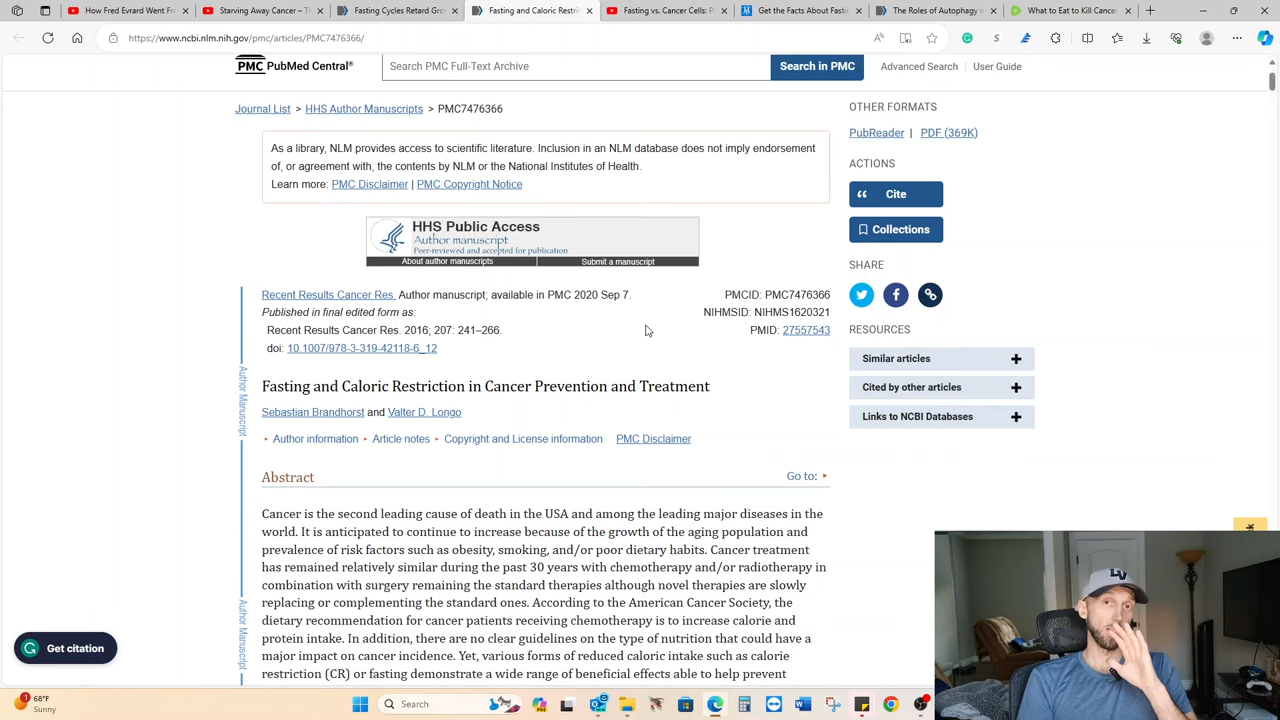 How Fred Evrard Went Fro
Starving Away Cancer – T
Fasting Cycles Retard Gro
Fasting and Caloric Restric
Fasting vs. Cancer Cells: P
Get the Facts About Fastin
The Roles of Autophagy in
What to Eat to Kill Cancer
https://www.ncbi.nlm.nih.gov/pmc/articles/PMC7476366/
PMC PubMed Central®
Search PMC Full-Text Archive
Search in PMC
Advanced Search
User Guide
Journal List > HHS Author Manuscripts > PMC7476366
As a library, NLM provides access to scientific literature. Inclusion in an NLM database does not imply endorsement
of, or agreement with, the contents by NLM or the National Institutes of Health.
Learn more: PMC Disclaimer | PMC Copyright Notice
HHS Public Access
Author manuscript
Peer-reviewed and accepted for publication
About author manuscripts
Submit a manuscript
Recent Results Cancer Res. Author manuscript; available in PMC 2020 Sep 7.
Published in final edited form as:
Recent Results Cancer Res. 2016; 207: 241–266.
doi: 10.1007/978-3-319-42118-6_12
PMCID: PMC7476366
NIHMSID: NIHMS1620321
PMID: 27557543
Fasting and Caloric Restriction in Cancer Prevention and Treatment
Sebastian Brandhorst and Valter D. Longo
Author information
Article notes
Copyright and License information
PMC Disclaimer
Abstract
Go to:
Cancer is the second leading cause of death in the USA and among the leading major diseases in the
world. It is anticipated to continue to increase because of the growth of the aging population and
prevalence of risk factors such as obesity, smoking, and/or poor dietary habits. Cancer treatment
has remained relatively similar during the past 30 years with chemotherapy and/or radiotherapy in
combination with surgery remaining the standard therapies although novel therapies are slowly
replacing or complementing the standard ones. According to the American Cancer Society, the
dietary recommendation for cancer patients receiving chemotherapy is to increase calorie and
protein intake. In addition, there are no clear guidelines on the type of nutrition that could have a
major impact on cancer incidence. Yet, various forms of reduced caloric intake such as calorie
restriction (CR) or fasting demonstrate a wide range of beneficial effects able to help prevent
Author Manuscript
Author Manuscript
OTHER FORMATS
PubReader | PDF (369K)
ACTIONS
Cite
Collections
SHARE
RESOURCES
Similar articles
Cited by other articles
Links to NCBI Databases
Get citation
68°F
Sunny
Search